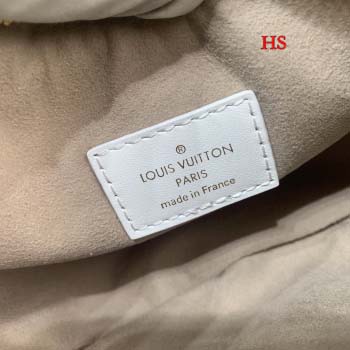 HS
®
LOUIS VUITTON
PARIS
made in France